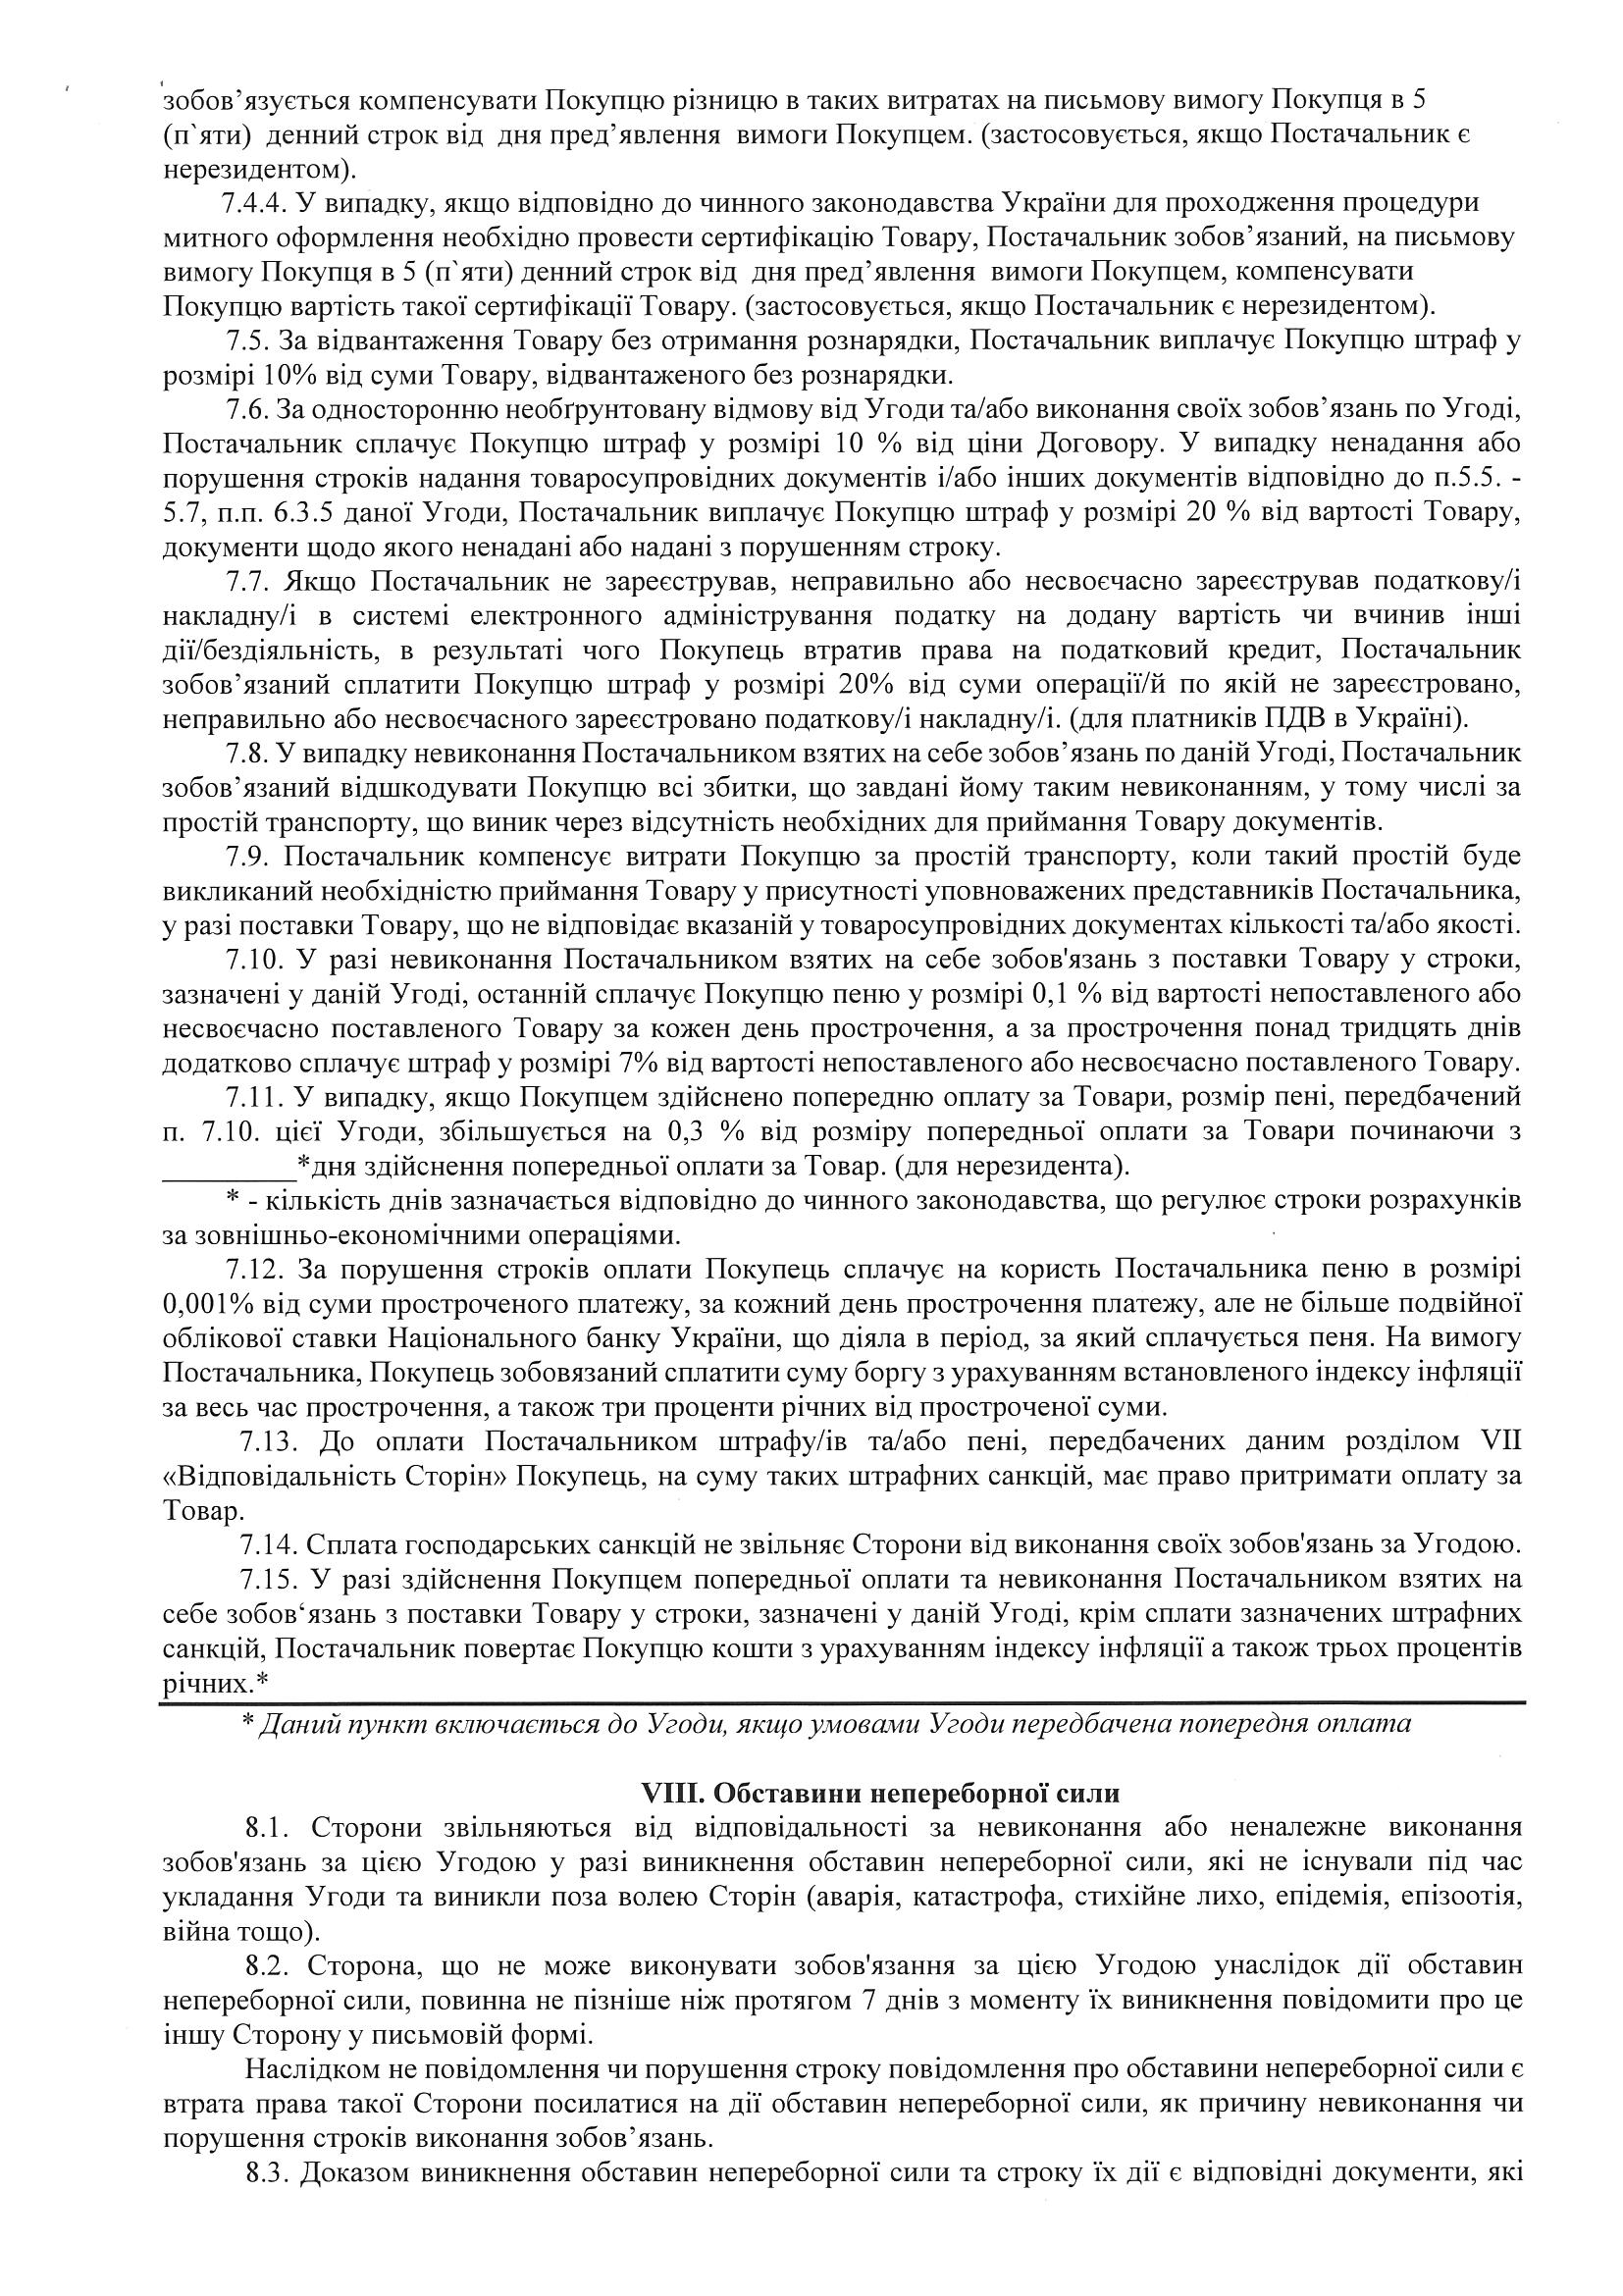 зобов’язується компенсувати Покупцю різницю в таких витратах на письмову вимогу Покупця в 5
(п`яти) денний строк від дня пред’явлення вимоги Покупцем. (застосовується, якщо Постачальник є
нерезидентом).
7.4.4. У випадку, якщо відповідно до чинного законодавства України для проходження процедури
митного оформлення необхідно провести сертифікацію Товару, Постачальник зобов’язаний, на письмову
вимогу Покупця в 5 (п`яти) денний строк від дня пред’явлення вимоги Покупцем, компенсувати
Покупцю вартість такої сертифікації Товару. (застосовується, якщо Постачальник є нерезидентом).
7.5. За відвантаження Товару без отримання рознарядки, Постачальник виплачує Покупцю штраф у
розмірі 10% від суми Товару, відвантаженого без рознарядки.
7.6. За односторонню необґрунтовану відмову від Угоди та/або виконання своїх зобов’язань по Угоді,
Постачальник сплачує Покупцю штраф у розмірі 10 % від ціни Договору. У випадку ненадання або
порушення строків надання товаросупровідних документів і/або інших документів відповідно до п.5.5. -
5.7, п.п. 6.3.5 даної Угоди, Постачальник виплачує Покупцю штраф у розмірі 20 % від вартості Товару,
документи щодо якого ненадані або надані з порушенням строку.
7.7. Якщо Постачальник не зареєстрував, неправильно або несвоєчасно зареєстрував податкову/і
накладну/і в системі електронного адміністрування податку на додану вартість чи вчинив інші
дії/бездіяльність, в результаті чого Покупець втратив права на податковий кредит, Постачальник
зобов’язаний сплатити Покупцю штраф у розмірі 20% від суми операції/й по якій не зареєстровано,
неправильно або несвоєчасного зареєстровано податкову/і накладну/і. (для платників ПДВ в Україні).
7.8. У випадку невиконання Постачальником взятих на себе зобов’язань по даній Угоді, Постачальник
зобов’язаний відшкодувати Покупцю всі збитки, що завдані йому таким невиконанням, у тому числі за
простій транспорту, що виник через відсутність необхідних для приймання Товару документів.
7.9. Постачальник компенсує витрати Покупцю за простій транспорту, коли такий простій буде
викликаний необхідністю приймання Товару у присутності уповноважених представників Постачальника,
у разі поставки Товару, що не відповідає вказаній у товаросупровідних документах кількості та/або якості.
7.10. У разі невиконання Постачальником взятих на себе зобов'язань з поставки Товару у строки,
зазначені у даній Угоді, останній сплачує Покупцю пеню у розмірі 0,1 % від вартості непоставленого або
несвоєчасно поставленого Товару за кожен день прострочення, а за прострочення понад тридцять днів
додатково сплачує штраф у розмірі 7% від вартості непоставленого або несвоєчасно поставленого Товару.
7.11. У випадку, якщо Покупцем здійснено попередню оплату за Товари, розмір пені, передбачений
п. 7.10. цієї Угоди, збільшується на 0,3 % від розміру попередньої оплати за Товари починаючи з
_________*дня здійснення попередньої оплати за Товар. (для нерезидента).
* - кількість днів зазначається відповідно до чинного законодавства, що регулює строки розрахунків
за зовнішньо-економічними операціями.
7.12. За порушення строків оплати Покупець сплачує на користь Постачальника пеню в розмірі
0,001% від суми простроченого платежу, за кожний день прострочення платежу, але не більше подвійної
облікової ставки Національного банку України, що діяла в період, за який сплачується пеня. На вимогу
Постачальника, Покупець зобовязаний сплатити суму боргу з урахуванням встановленого індексу інфляції
за весь час прострочення, а також три проценти річних від простроченої суми.
7.13. До оплати Постачальником штрафу/ів та/або пені, передбачених даним розділом VII
«Відповідальність Сторін» Покупець, на суму таких штрафних санкцій, має право притримати оплату за
Товар.
7.14. Сплата господарських санкцій не звільняє Сторони від виконання своїх зобов'язань за Угодою.
7.15. У разі здійснення Покупцем попередньої оплати та невиконання Постачальником взятих на
себе зобов‘язань з поставки Товару у строки, зазначені у даній Угоді, крім сплати зазначених штрафних
санкцій, Постачальник повертає Покупцю кошти з урахуванням індексу інфляції а також трьох процентів
річних.*
* Даний пункт включається до Угоди, якщо умовами Угоди передбачена попередня оплата
VIII. Обставини непереборної сили
8.1. Сторони звільняються від відповідальності за невиконання або неналежне виконання
зобов'язань за цією Угодою у разі виникнення обставин непереборної сили, які не існували під час
укладання Угоди та виникли поза волею Сторін (аварія, катастрофа, стихійне лихо, епідемія, епізоотія,
війна тощо).
8.2. Сторона, що не може виконувати зобов'язання за цією Угодою унаслідок дії обставин
непереборної сили, повинна не пізніше ніж протягом 7 днів з моменту їх виникнення повідомити про це
іншу Сторону у письмовій формі.
Наслідком не повідомлення чи порушення строку повідомлення про обставини непереборної сили є
втрата права такої Сторони посилатися на дії обставин непереборної сили, як причину невиконання чи
порушення строків виконання зобов’язань.
8.3. Доказом виникнення обставин непереборної сили та строку їх дії є відповідні документи, які